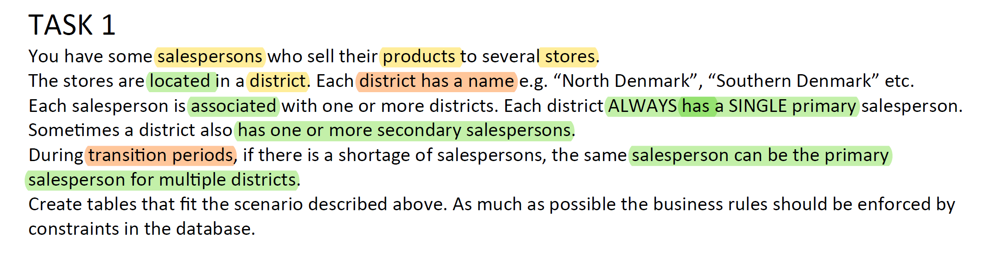 TASK 1
You have some salespersons who sell their products to several stores.
The stores are located in a district. Each district has a name e.g. “North Denmark”, “Southern Denmark” etc.
Each salesperson is associated with one or more districts. Each district ALWAYS has a SINGLE primary salesperson.
Sometimes a district also has one or more secondary salespersons.
During transition periods, if there is a shortage of salespersons, the same salesperson can be the primary
salesperson for multiple districts.
Create tables that fit the scenario described above. As much as possible the business rules should be enforced by
constraints in the database.